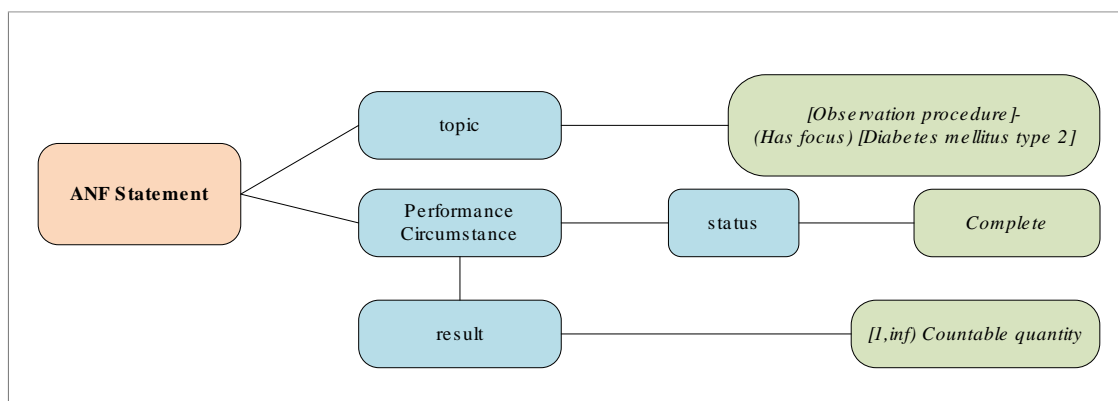 [Observation procedure]-
(Has focus) [Diabetes mellitus type 2]
topic
ANF Statement
Performance
Circumstance
status
Complete
result
[1,inf) Countable quantity